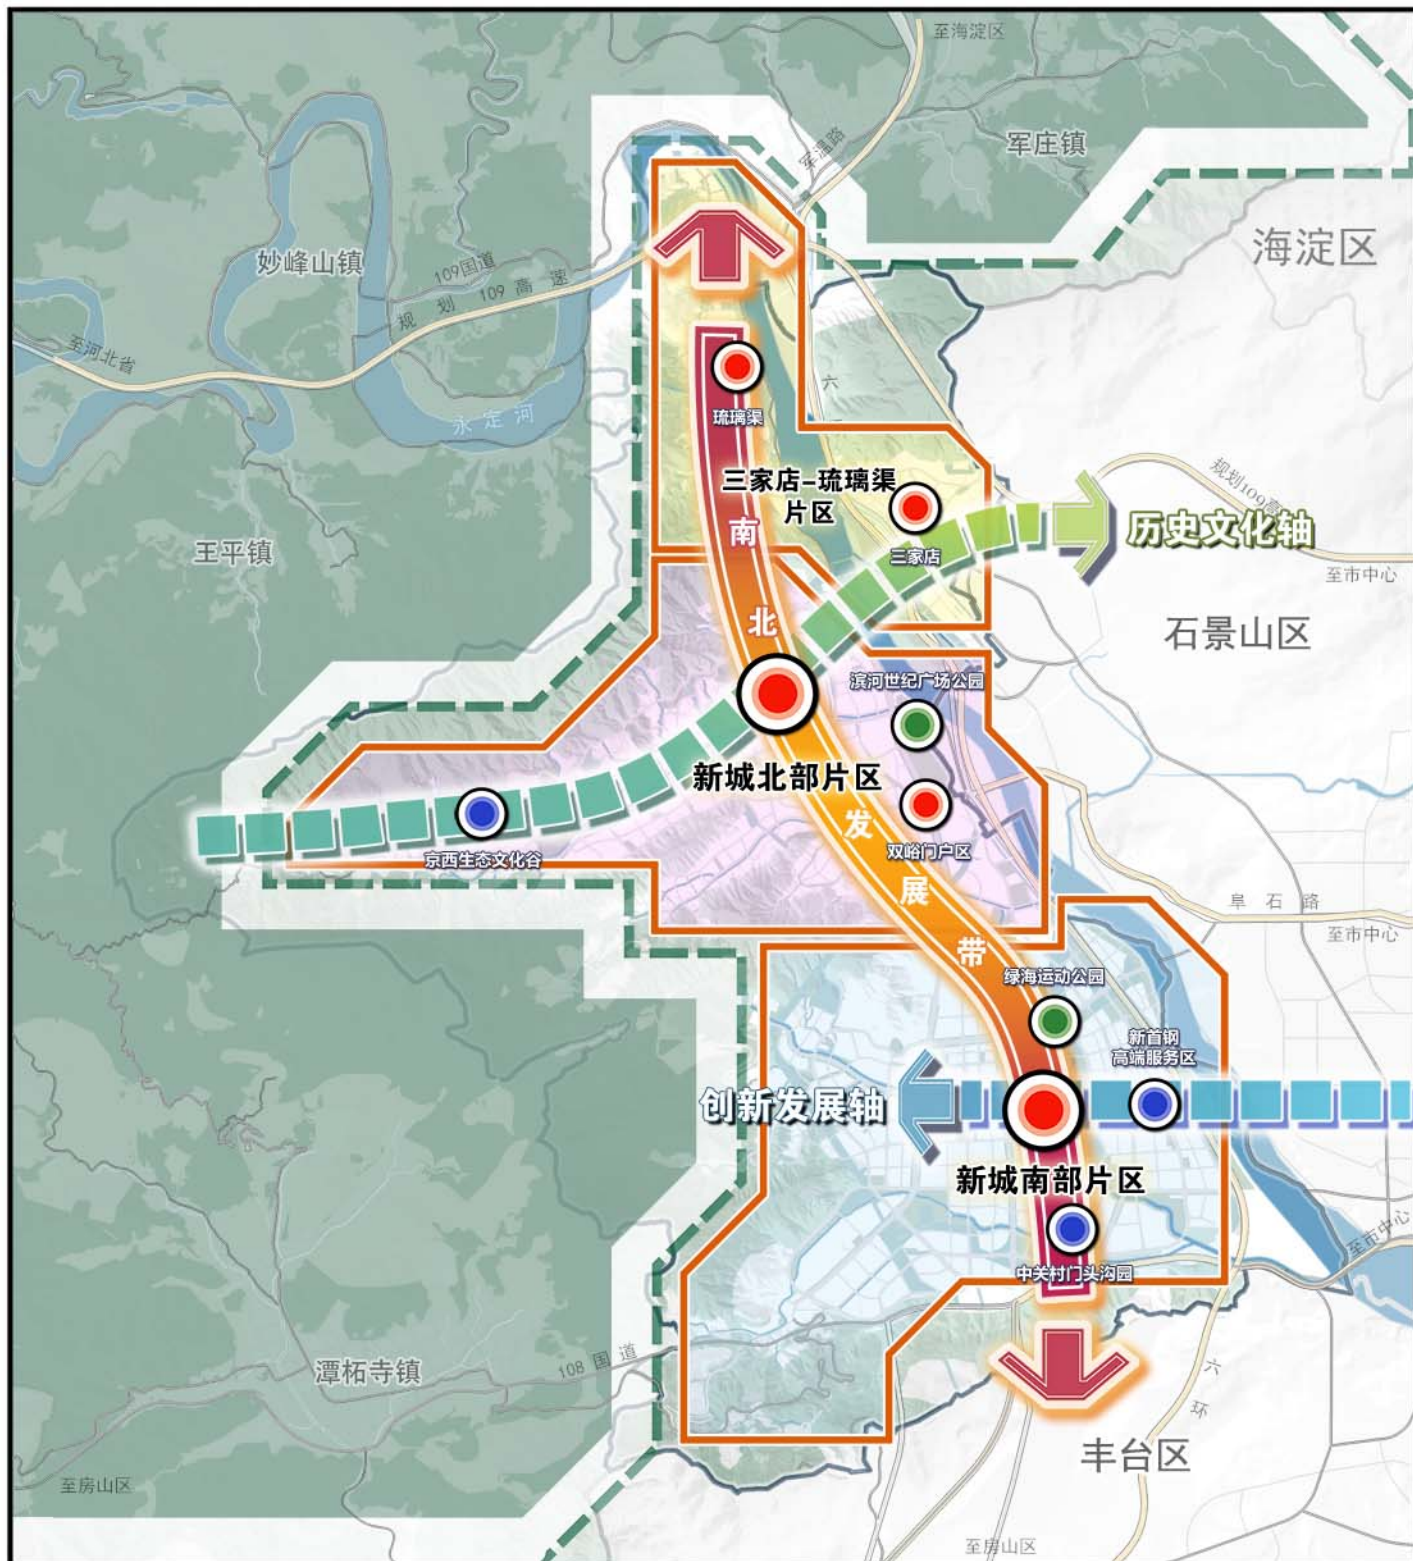 至海淀区
军温路
军庄镇
海淀区
妙峰山镇
109国道
规划109高速
至河北省
永定河
六
琉璃渠
三家店-琉璃渠
片区
规划109高
历史文化轴
三家店
王平镇
至市中心
石景山区
南北发展带
滨河世纪广场公园
新城北部片区
双峪门户区
京西生态文化谷
阜石路
至市中心
绿海运动公园
新首钢
高端服务区
创新发展轴
新城南部片区
至市中心
中关村门头沟园
108国道
潭柘寺镇
六环
丰台区
至房山区
至房山区